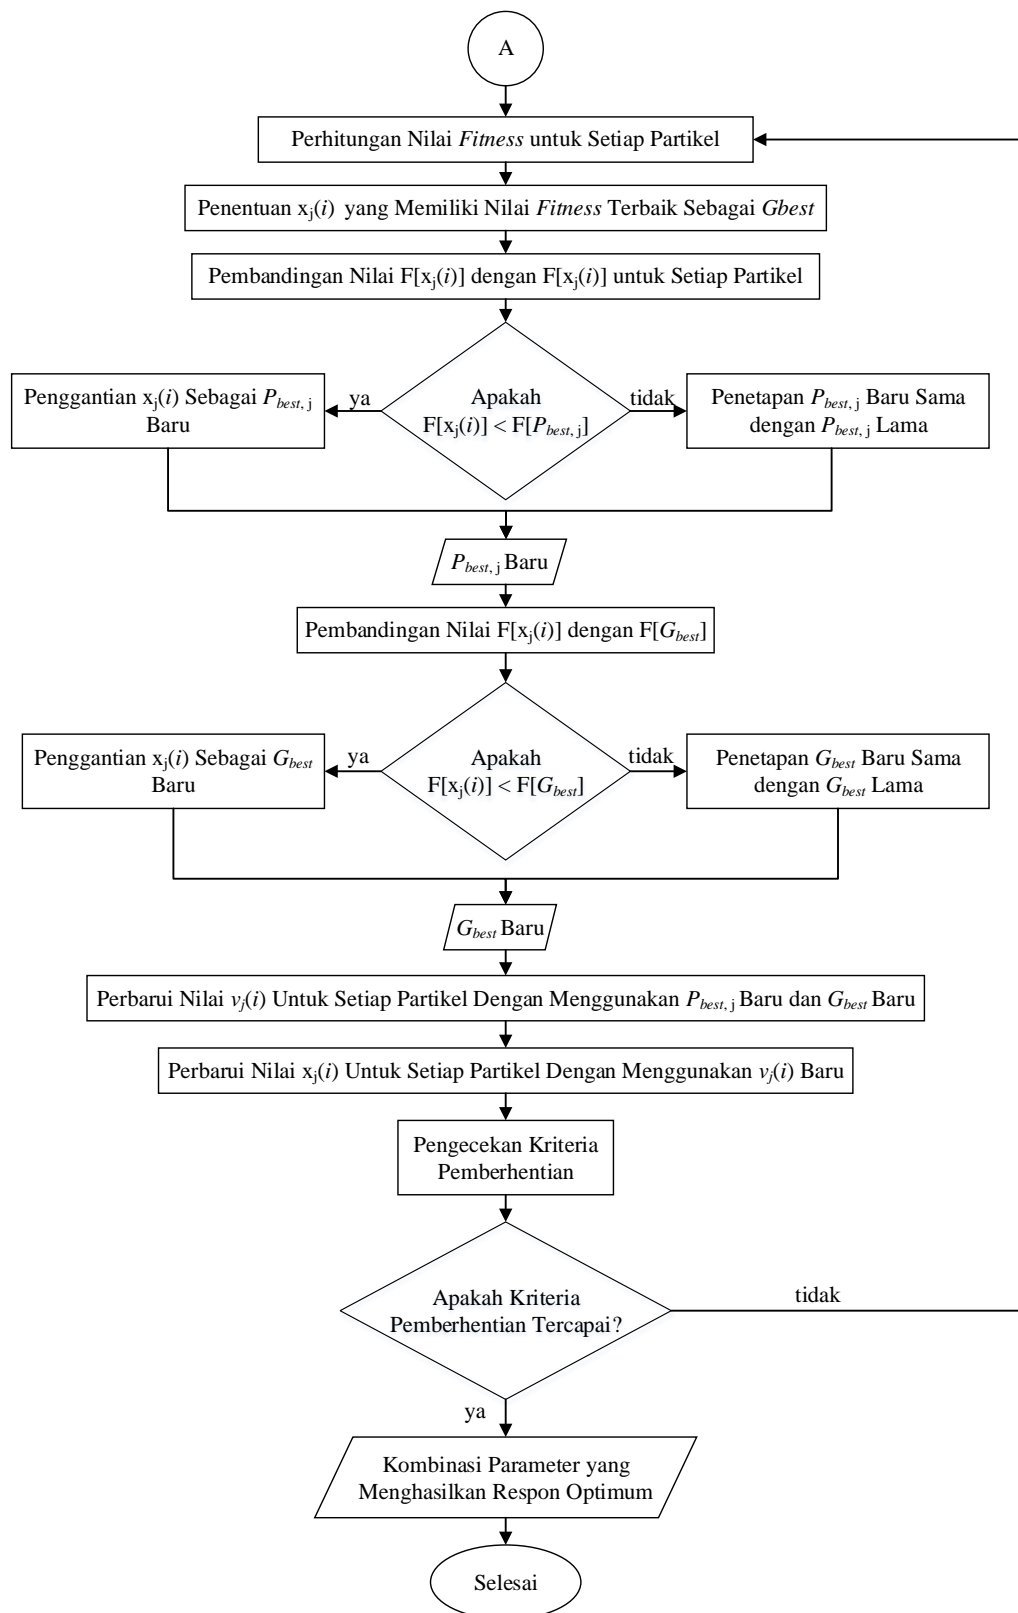 A
Perhitungan Nilai Fitness untuk Setiap Partikel
Penentuan xj(i) yang Memiliki Nilai Fitness Terbaik Sebagai Gbest
Pembandingan Nilai F[xj(i)] dengan F[xj(i)] untuk Setiap Partikel
Penggantian xj(i) Sebagai Pbest, j
Baru
ya
Apakah
F[xj(i)] < F[Pbest, j]
tidak
Penetapan Pbest, j Baru Sama
dengan Pbest, j Lama
Pbest, j Baru
Pembandingan Nilai F[xj(i)] dengan F[Gbest]
Penggantian xj(i) Sebagai Gbest
Baru
ya
Apakah
F[xj(i)] < F[Gbest]
tidak
Penetapan Gbest Baru Sama
dengan Gbest Lama
Gbest Baru
Perbarui Nilai vj(i) Untuk Setiap Partikel Dengan Menggunakan Pbest, j Baru dan Gbest Baru
Perbarui Nilai xj(i) Untuk Setiap Partikel Dengan Menggunakan vj(i) Baru
Pengecekan Kriteria
Pemberhentian
Apakah Kriteria
Pemberhentian Tercapai?
tidak
ya
Kombinasi Parameter yang
Menghasilkan Respon Optimum
Selesai